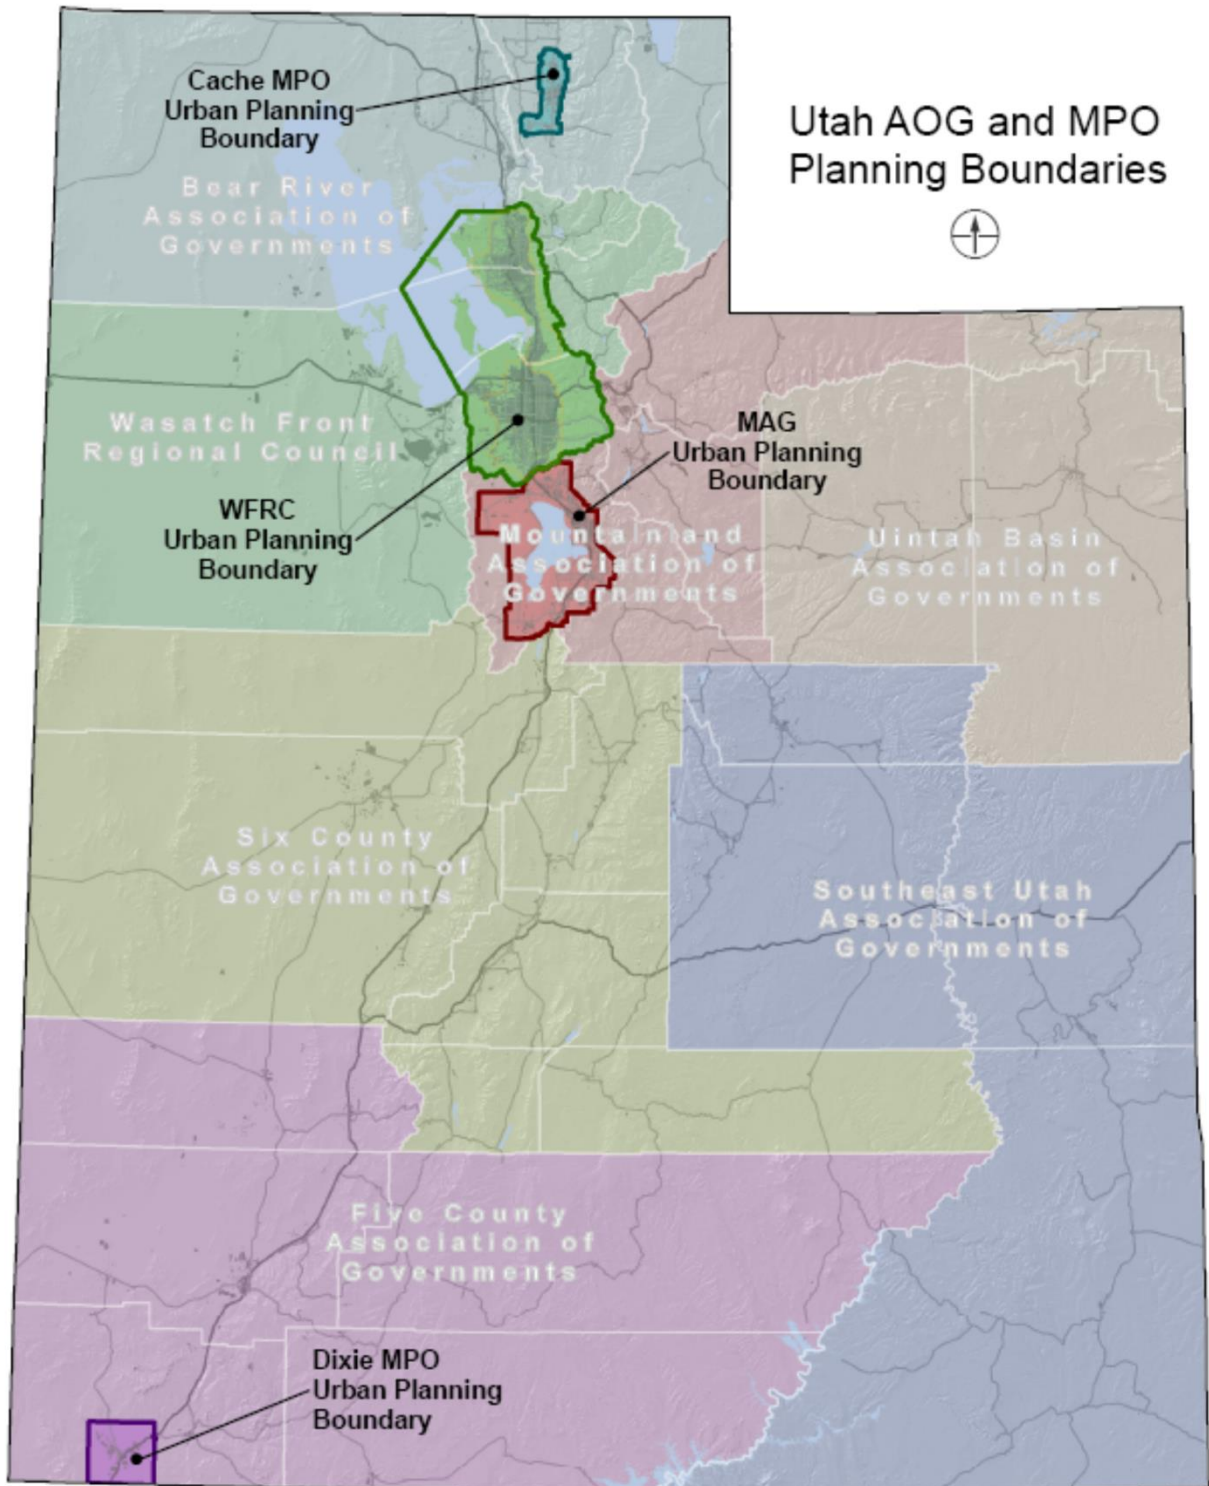 Utah AOG and MPO
Planning Boundaries
Cache MPO
Urban Planning
Boundary
Bear River
Association of
Governments
Wasatch Front
Regional Council
WFRC
Urban Planning
Boundary
MAG
Urban Planning
Boundary
Mountainland
Association of
Governments
Uintah Basin
Association of
Governments
Six County
Association of
Governments
Southeast Utah
Association of
Governments
Five County
Association of
Governments
Dixie MPO
Urban Planning
Boundary